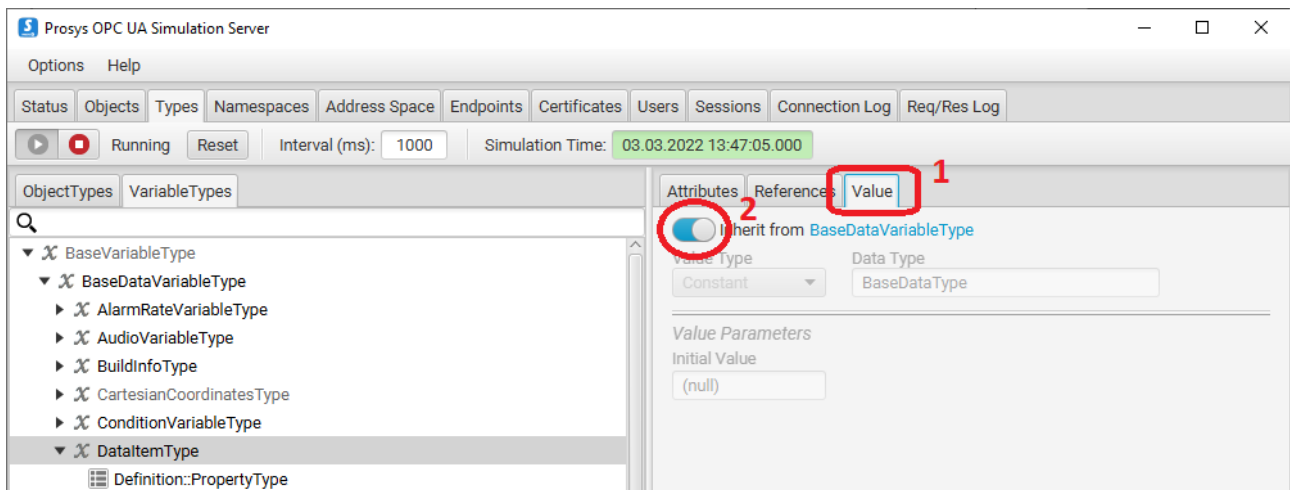 Prosys OPC UA Simulation Server
Options Help
Status Objects Types Namespaces Address Space Endpoints Certificates Users Sessions Connection Log Req/Res Log
Running Reset Interval (ms): 1000 Simulation Time: 03.03.2022 13:47:05.000
ObjectTypes VariableTypes
BaseVariableType
BaseDataVariableType
AlarmRateVariableType
AudioVariableType
BuildInfoType
CartesianCoordinatesType
ConditionVariableType
DataItemType
Definition::PropertyType
Attributes References Value 1
2
Inherit from BaseDataVariableType
Value Type Data Type
Constant BaseDataType
Value Parameters
Initial Value
(null)